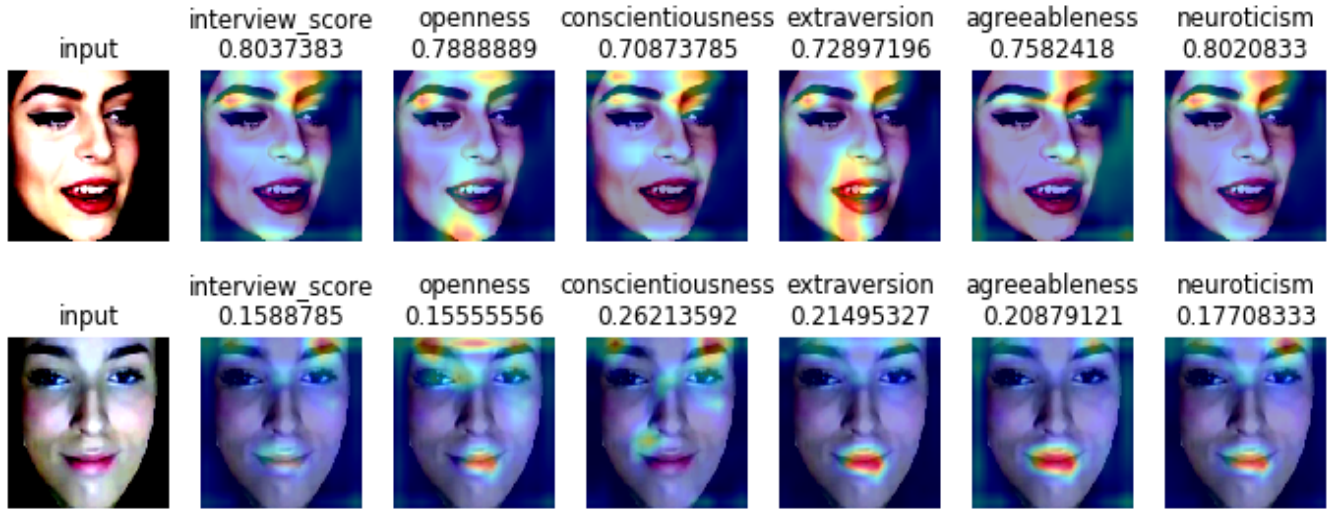 interview_score openness conscientiousness extraversion agreeableness neuroticism
input 0.8037383 0.7888889 0.70873785 0.72897196 0.7582418 0.8020833
interview_score openness conscientiousness extraversion agreeableness neuroticism
input 0.1588785 0.15555556 0.26213592 0.21495327 0.20879121 0.17708333